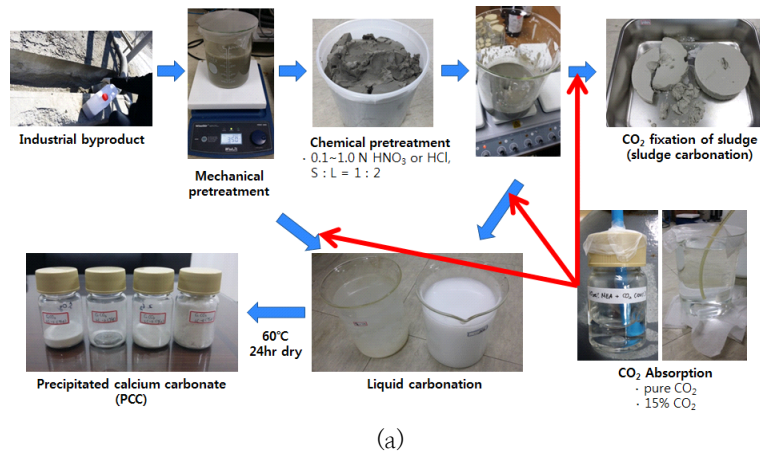 Industrial byproduct
Mechanical
pretreatment
Chemical pretreatment
· 0.1~1.0 N HNO₃ or HCl,
S : L = 1 : 2
CO₂ fixation of sludge
(sludge carbonation)
Precipitated calcium carbonate
(PCC)
60℃
24hr dry
Liquid carbonation
CO₂ Absorption
· pure CO₂
· 15% CO₂
(a)